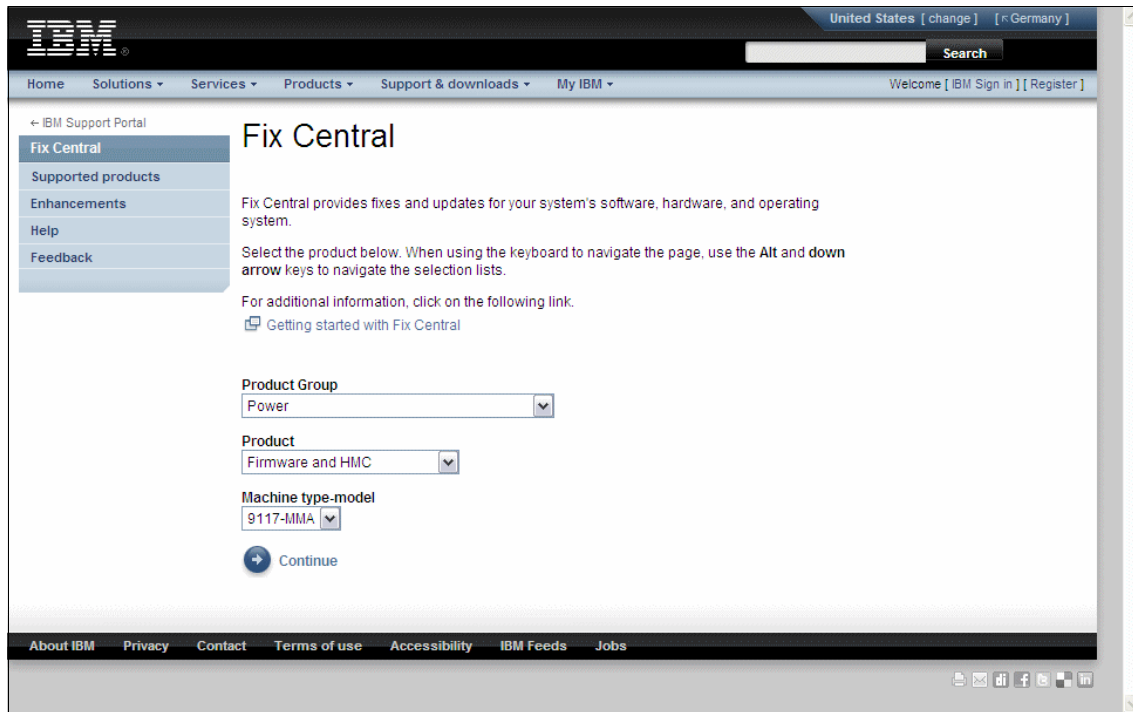 United States [ change ] [ Germany ]
IBM ®
Search
Home Solutions Services Products Support & downloads My IBM Welcome [ IBM Sign in ] [ Register ]
← IBM Support Portal
Fix Central
Supported products
Enhancements
Help
Feedback
Fix Central
Fix Central provides fixes and updates for your system's software, hardware, and operating
system.
Select the product below. When using the keyboard to navigate the page, use the Alt and down
arrow keys to navigate the selection lists.
For additional information, click on the following link.
Getting started with Fix Central
Product Group
Power
Product
Firmware and HMC
Machine type-model
9117-MMA
Continue
About IBM Privacy Contact Terms of use Accessibility IBM Feeds Jobs
di f in